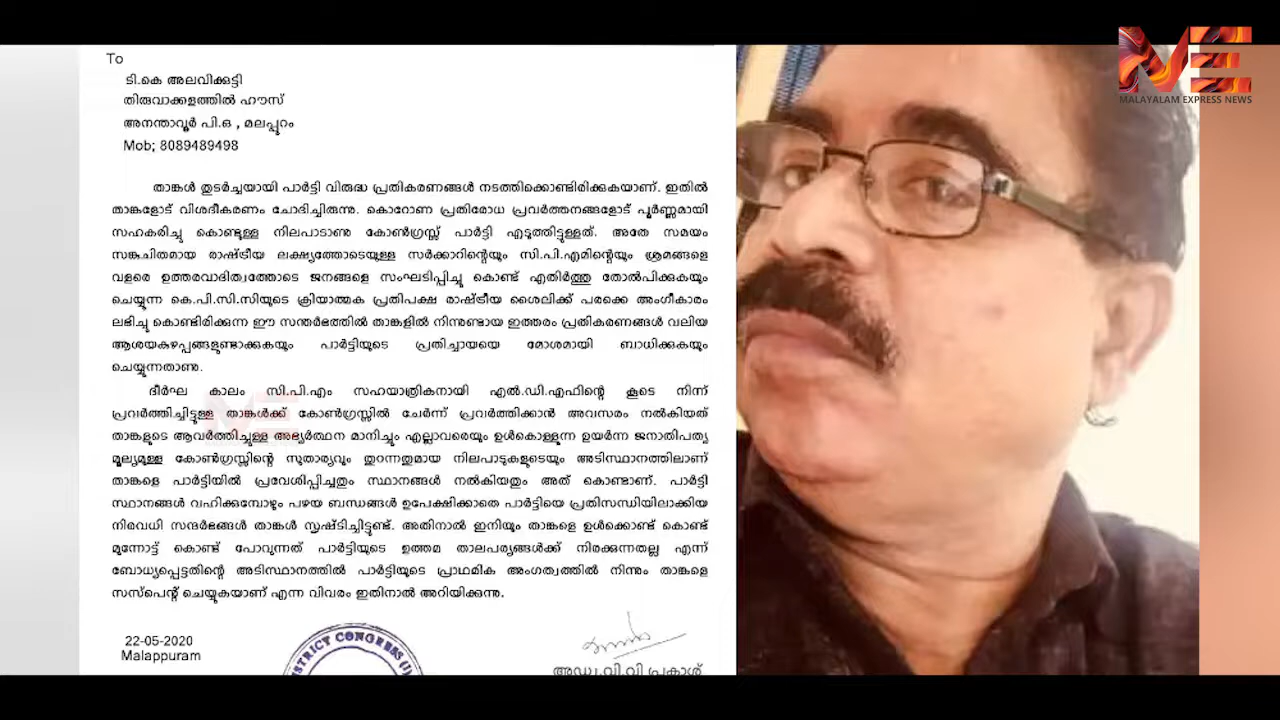 To
ടി.കെ അലവിക്കുട്ടി
തിരുവാക്കളത്തിൽ ഹൗസ്
അനന്താവൂർ പി.ഒ , മലപ്പുറം
Mob; 8089489498
താങ്കൾ തുടർച്ചയായി പാർട്ടി വിരുദ്ധ പ്രതികരണങ്ങൾ നടത്തിക്കൊണ്ടിരിക്കുകയാണ്. ഇതിൽ
താങ്കളോട് വിശദീകരണം ചോദിച്ചിരുന്നു. കൊറോണ പ്രതിരോധ പ്രവർത്തനങ്ങളോട് പൂർണ്ണമായി
സഹകരിച്ചു കൊണ്ടുള്ള നിലപാടാണു കോൺഗ്രസ്സ് പാർട്ടി എടുത്തിട്ടുള്ളത്. അതേ സമയം
സങ്കുചിതമായ രാഷ്ട്രീയ ലക്ഷ്യത്തോടെയുള്ള സർക്കാറിന്റെയും സി.പി.എമിന്റെയും ശ്രമങ്ങളെ
വളരെ ഉത്തരവാദിത്വത്തോടെ ജനങ്ങളെ സംഘടിപ്പിച്ചു കൊണ്ട് എതിർത്തു തോൽപിക്കുകയും
ചെയ്യുന്ന കെ.പി.സി.സിയുടെ ക്രിയാത്മക പ്രതിപക്ഷ രാഷ്ട്രീയ ശൈലിക്ക് പരക്കെ അംഗീകാരം
ലഭിച്ചു കൊണ്ടിരിക്കുന്ന ഈ സന്തർഭത്തിൽ താങ്കളിൽ നിന്നുണ്ടായ ഇത്തരം പ്രതികരണങ്ങൾ വലിയ
ആശയകുഴപ്പങ്ങളുണ്ടാക്കുകയും പാർട്ടിയുടെ പ്രതിച്ചായയെ മോശമായി ബാധിക്കുകയും
ചെയ്യുന്നതാണു.
ദീർഘ കാലം സി.പി.എം സഹയാത്രികനായി എൽ.ഡി.എഫിന്റെ കൂടെ നിന്ന്
പ്രവർത്തിച്ചിട്ടുള്ള താങ്കൾക്ക് കോൺഗ്രസ്സിൽ ചേർന്ന് പ്രവർത്തിക്കാൻ അവസരം നൽകിയത്
താങ്കളുടെ ആവർത്തിച്ചുള്ള അഭ്യർത്ഥന മാനിച്ചും എല്ലാവരെയും ഉൾകൊള്ളുന്ന ഉയർന്ന ജനാതിപത്യ
മൂല്യമുള്ള കോൺഗ്രസ്സിന്റെ സുതാര്യവും തുറന്നതുമായ നിലപാടുകളുടെയും അടിസ്ഥാനത്തിലാണ്
താങ്കളെ പാർട്ടിയിൽ പ്രവേശിപ്പിച്ചതും സ്ഥാനങ്ങൾ നൽകിയതും അത് കൊണ്ടാണ്. പാർട്ടി
സ്ഥാനങ്ങൾ വഹിക്കുമ്പോഴും പഴയ ബന്ധങ്ങൾ ഉപേക്ഷിക്കാതെ പാർട്ടിയെ പ്രതിസന്ധിയിലാക്കിയ
നിരവധി സന്ദർഭങ്ങൾ താങ്കൾ സൃഷ്ടിച്ചിട്ടുണ്ട്. അതിനാൽ ഇനിയും താങ്കളെ ഉൾക്കൊണ്ട് കൊണ്ട്
മുന്നോട്ട് കൊണ്ട് പോവുന്നത് പാർട്ടിയുടെ ഉത്തമ താലപര്യങ്ങൾക്ക് നിരക്കുന്നതല്ല എന്ന്
ബോധ്യപ്പെട്ടതിന്റെ അടിസ്ഥാനത്തിൽ പാർട്ടിയുടെ പ്രാഥമിക അംഗത്വത്തിൽ നിന്നും താങ്കളെ
സസ്പെന്റ് ചെയ്യുകയാണ് എന്ന വിവരം ഇതിനാൽ അറിയിക്കുന്നു.
22-05-2020
Malappuram
DISTRICT CONGRESS (I)
അഡ്വ.വി.വി പ്രകാശ്
ME
MALAYALAM EXPRESS NEWS